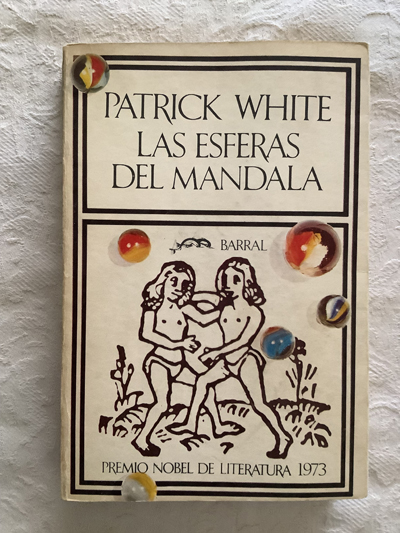 PATRICK WHITE
LAS ESFERAS
DEL MANDALA
BARRAL
PREMIO NOBEL DE LITERATURA 1973